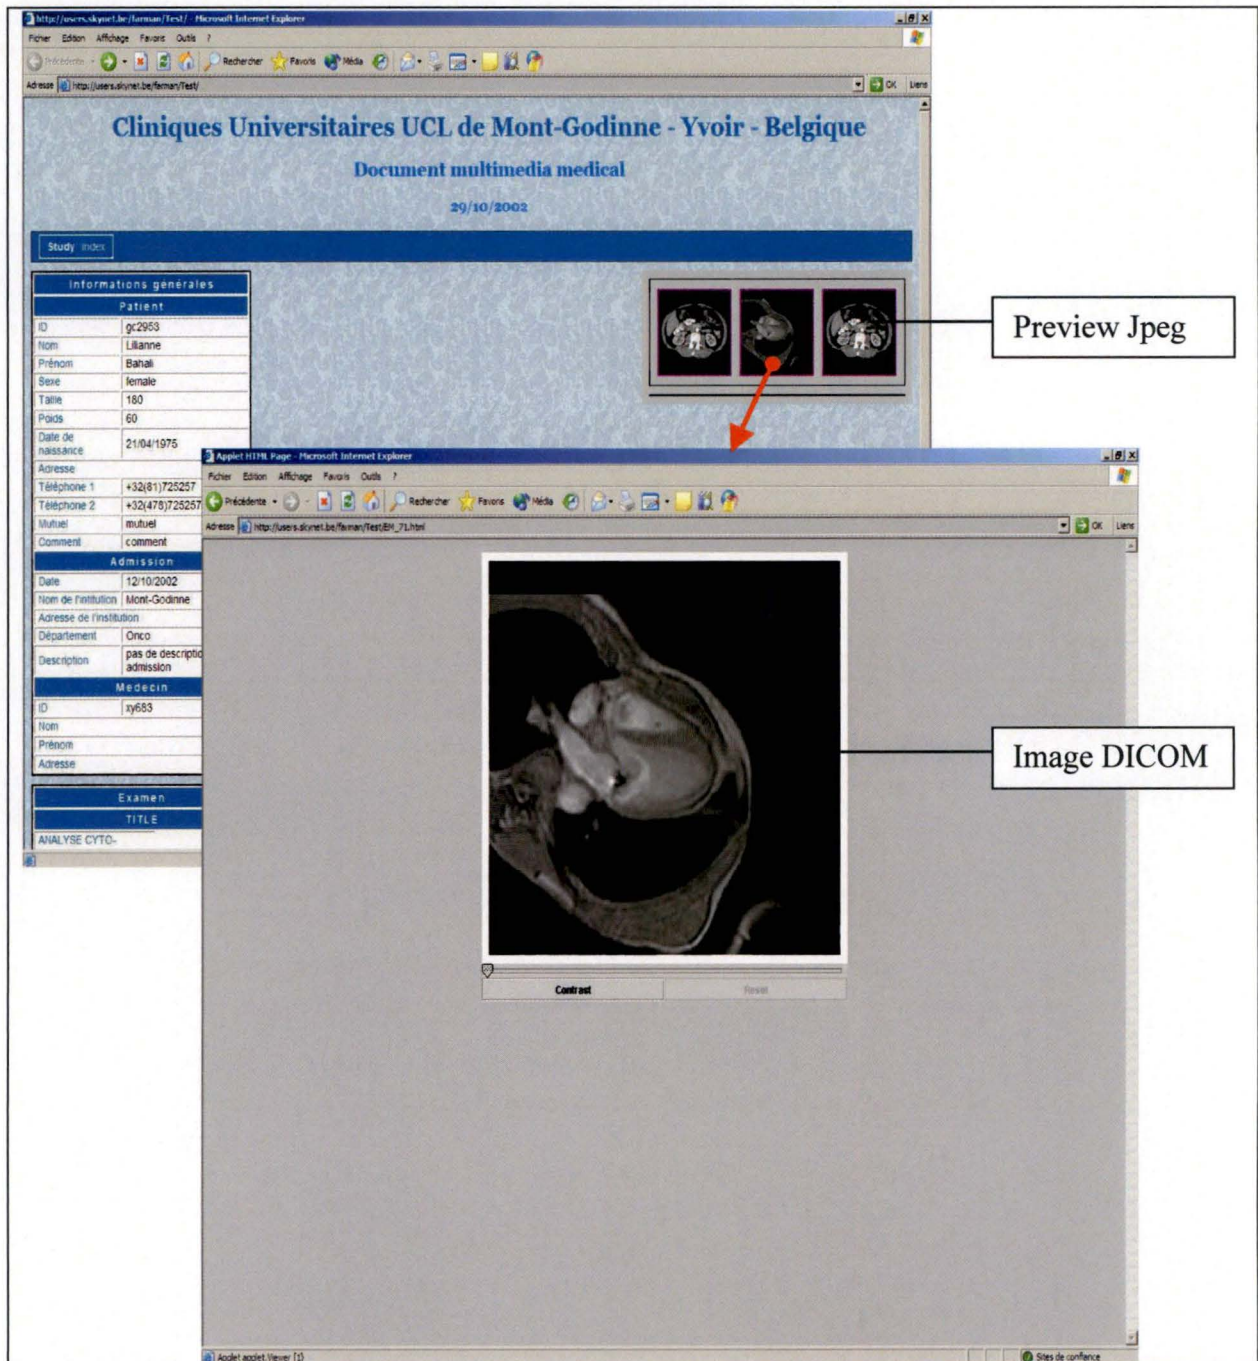 http://users.skynet.be/farman/Test/ - Microsoft Internet Explorer
Fichier Edition Affichage Favoris Outils ?
Précédente Rechercher Favoris Média
Adresse http://users.skynet.be/farman/Test/ OK Liens
Cliniques Universitaires UCL de Mont-Godinne - Yvoir - Belgique
Document multimedia medical
29/10/2002
Study Index
Informations générales
Patient
ID gc2953
Nom Lilianne
Prénom Bahali
Sexe female
Taille 180
Poids 60
Date de naissance 21/04/1975
Adresse
Téléphone 1 +32(81)725257
Téléphone 2 +32(478)725257
Mutuel mutuel
Comment comment
Admission
Date 12/10/2002
Nom de l'intitution Mont-Godinne
Adresse de l'institution
Département Onco
Description pas de descriptio
admission
Medecin
ID xy683
Nom
Prénom
Adresse
Examen
TITLE
ANALYSE CYTO-
Preview Jpeg
Applet HTML Page - Microsoft Internet Explorer
Fichier Edition Affichage Favoris Outils ?
Précédente Rechercher Favoris Média
Adresse http://users.skynet.be/farman/Test/EM_71.html OK Liens
Image DICOM
Contrast Reset
Applet applet.Viewer [1) Sites de confiance